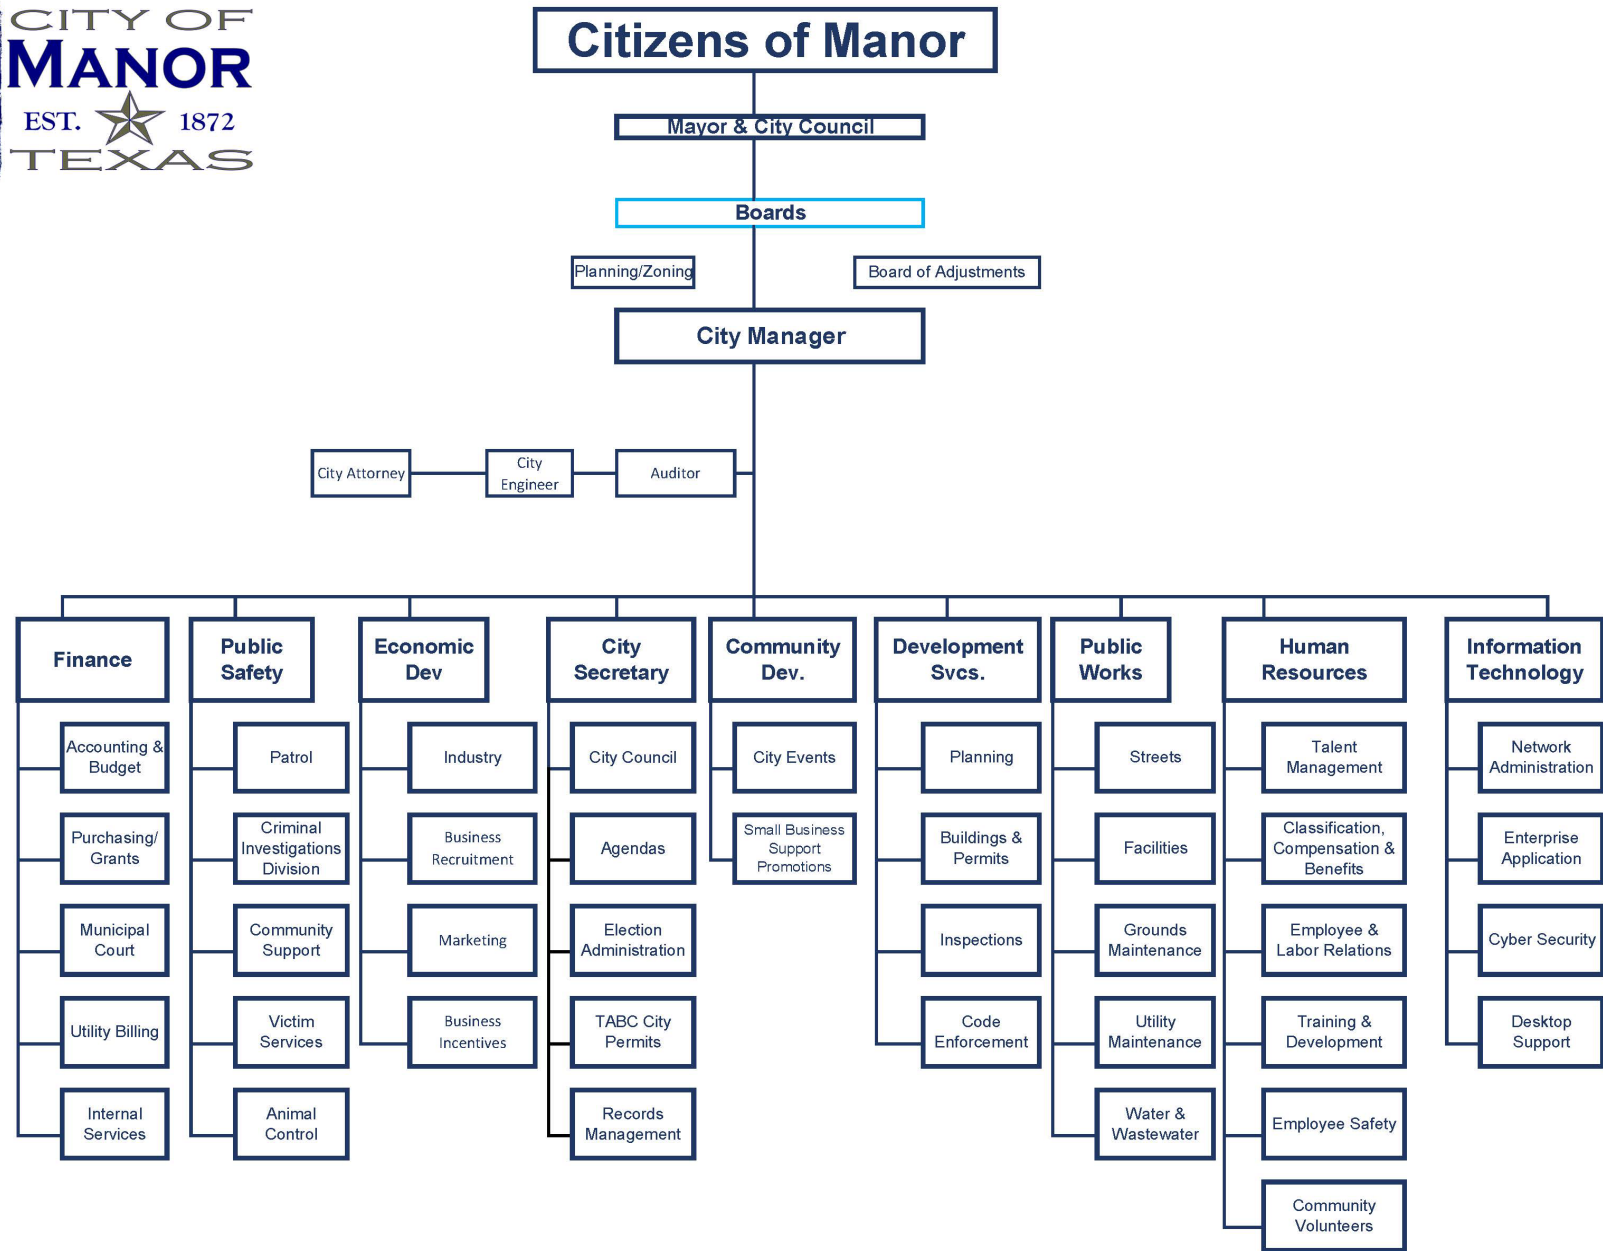 CITY OF
MANOR
EST. 1872
TEXAS
Citizens of Manor
Mayor & City Council
Boards
Planning/Zoning
Board of Adjustments
City Manager
City Attorney
City
Engineer
Auditor
Finance
Accounting &
Budget
Purchasing/
Grants
Municipal
Court
Utility Billing
Internal
Services
Public
Safety
Patrol
Criminal
Investigations
Division
Community
Support
Victim
Services
Animal
Control
Economic
Dev
Industry
Business
Recruitment
Marketing
Business
Incentives
City
Secretary
City Council
Agendas
Election
Administration
TABC City
Permits
Records
Management
Community
Dev.
City Events
Small Business
Support
Promotions
Development
Svcs.
Planning
Buildings &
Permits
Inspections
Code
Enforcement
Public
Works
Streets
Facilities
Grounds
Maintenance
Utility
Maintenance
Water &
Wastewater
Human
Resources
Talent
Management
Classification,
Compensation &
Benefits
Employee &
Labor Relations
Training &
Development
Employee Safety
Community
Volunteers
Information
Technology
Network
Administration
Enterprise
Application
Cyber Security
Desktop
Support